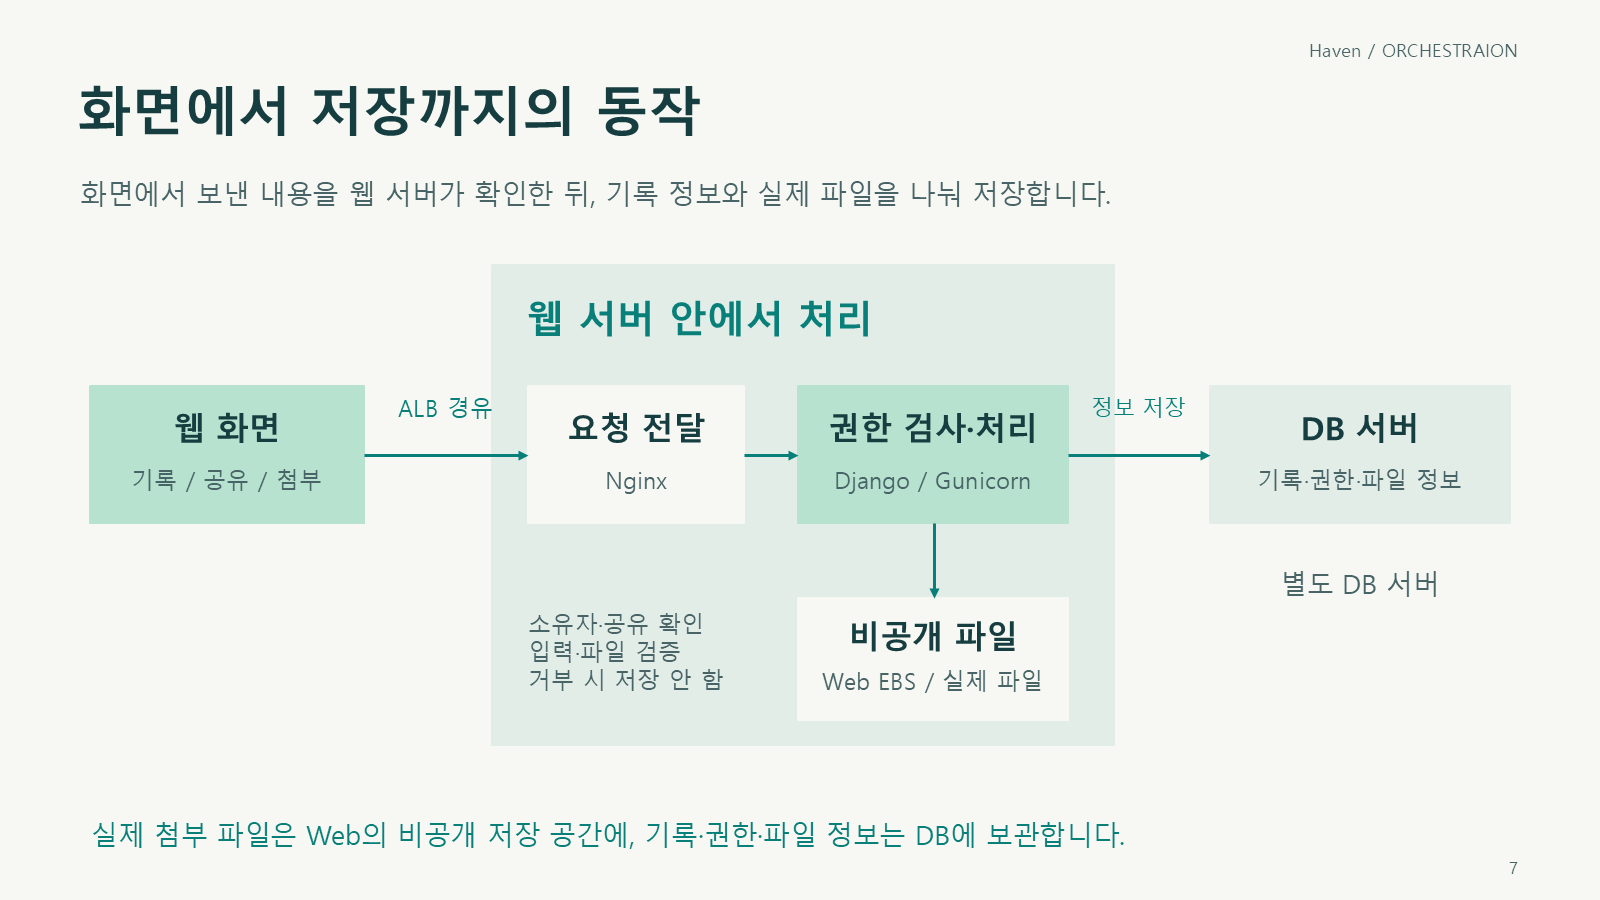 Haven / ORCHESTRAION
화면에서 저장까지의 동작
화면에서 보낸 내용을 웹 서버가 확인한 뒤, 기록 정보와 실제 파일을 나눠 저장합니다.
웹 서버 안에서 처리
웹 화면
기록 / 공유 / 첨부
ALB 경유
요청 전달
Nginx
권한 검사·처리
Django / Gunicorn
정보 저장
DB 서버
기록·권한·파일 정보
별도 DB 서버
소유자·공유 확인
입력·파일 검증
거부 시 저장 안 함
비공개 파일
Web EBS / 실제 파일
실제 첨부 파일은 Web의 비공개 저장 공간에, 기록·권한·파일 정보는 DB에 보관합니다.
7